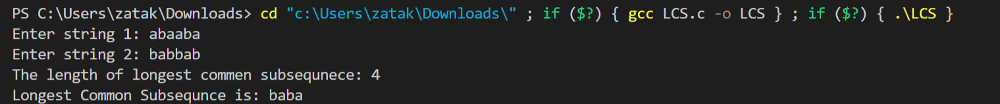 PS C:\Users\zatak\Downloads> cd "c:\Users\zatak\Downloads\" ; if ($?) { gcc LCS.c -o LCS } ; if ($?) { .\LCS }
Enter string 1: abaaba
Enter string 2: babbab
The length of longest commen subsequnece: 4
Longest Common Subsequnce is: baba